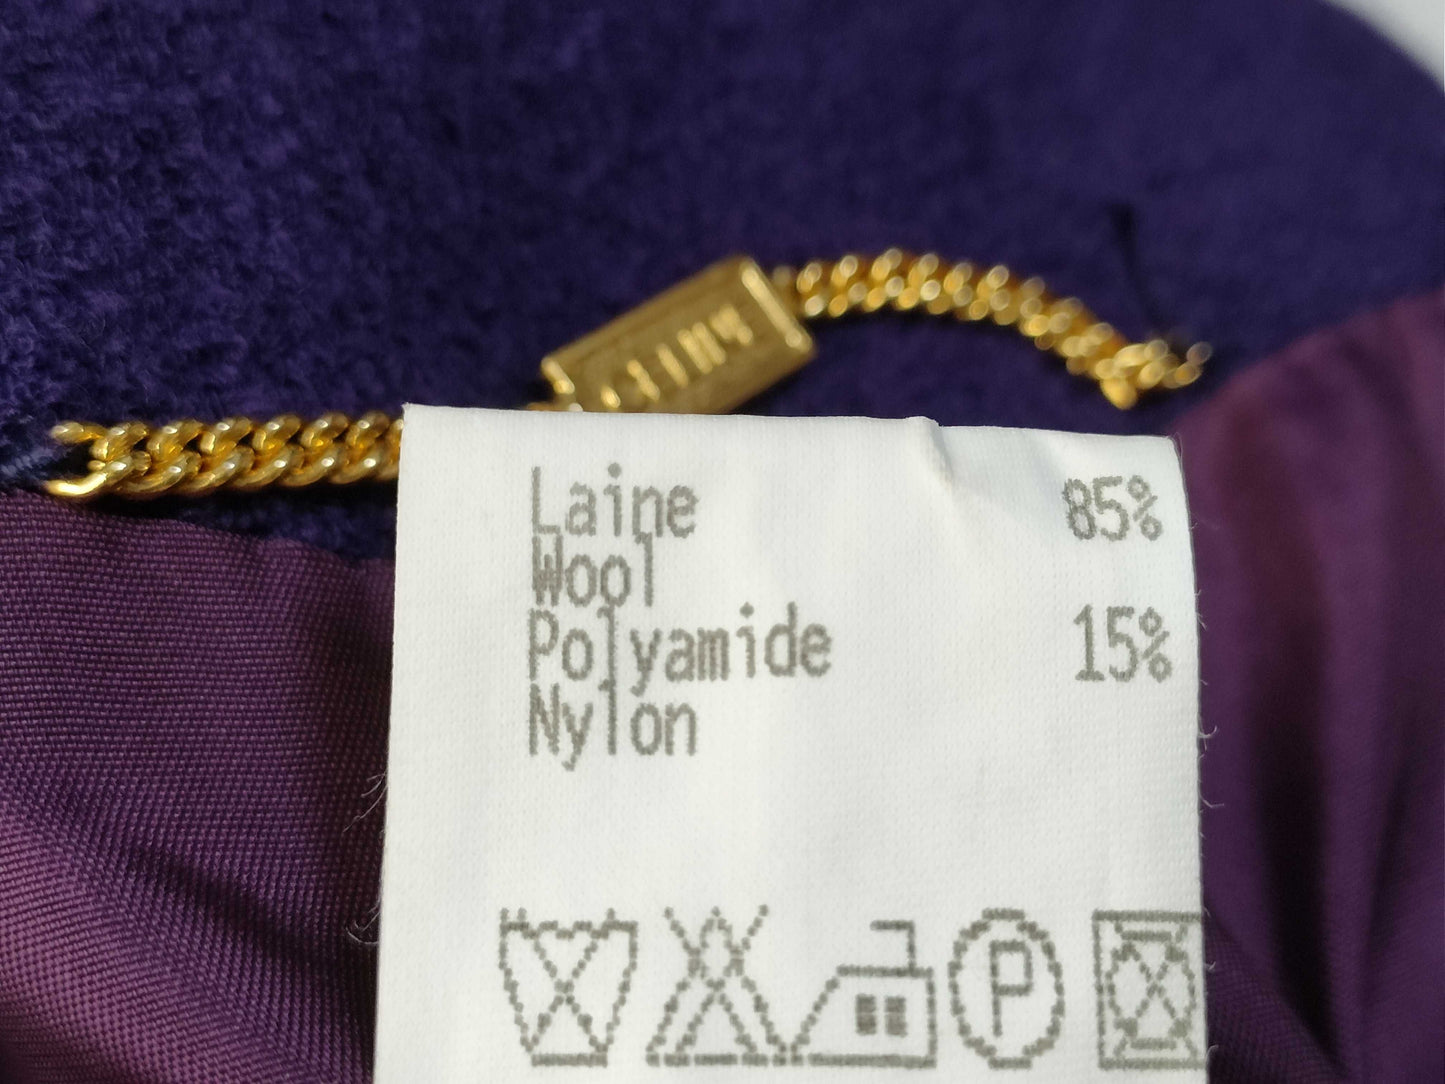 Laine 85%
Wool
Polyamide 15%
Nylon
P